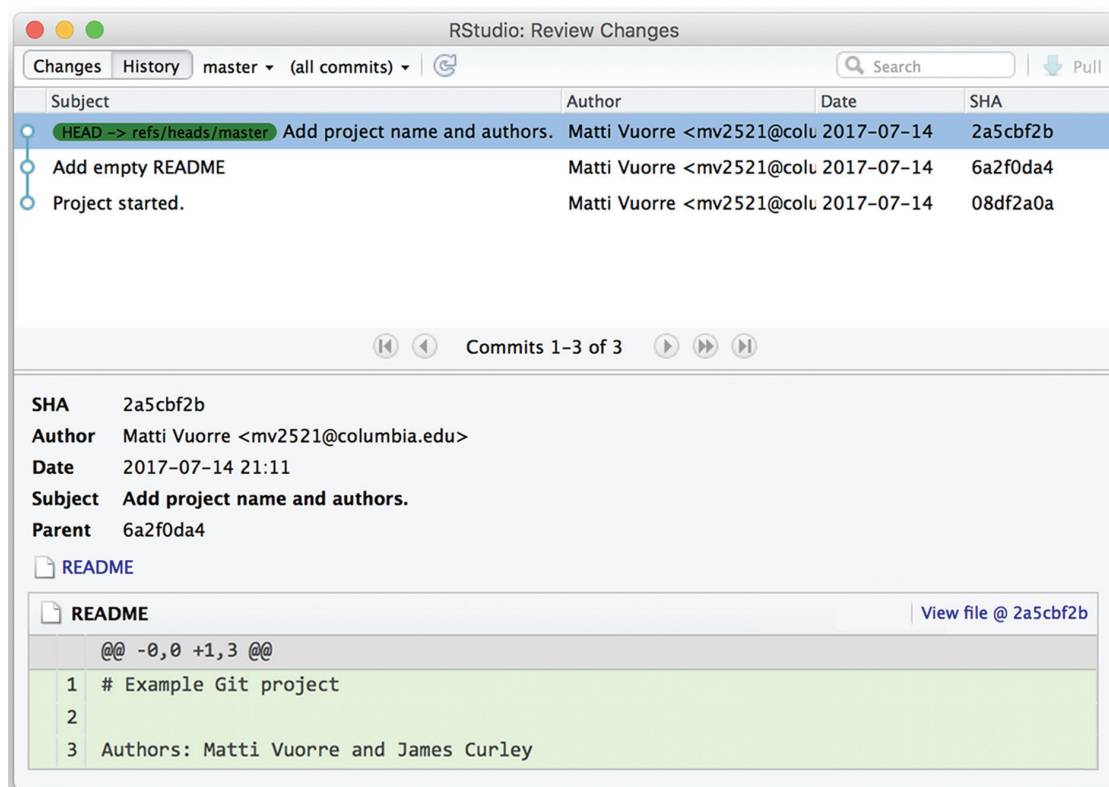 RStudio: Review Changes
Changes History master (all commits) Search Pull
Subject Author Date SHA
HEAD -> refs/heads/master Add project name and authors. Matti Vuorre <mv2521@colu 2017-07-14 2a5cbf2b
Add empty README Matti Vuorre <mv2521@colu 2017-07-14 6a2f0da4
Project started. Matti Vuorre <mv2521@colu 2017-07-14 08df2a0a
Commits 1-3 of 3
SHA 2a5cbf2b
Author Matti Vuorre <mv2521@columbia.edu>
Date 2017-07-14 21:11
Subject Add project name and authors.
Parent 6a2f0da4
README
README View file @ 2a5cbf2b
@@ -0,0 +1,3 @@
1 # Example Git project
2
3 Authors: Matti Vuorre and James Curley